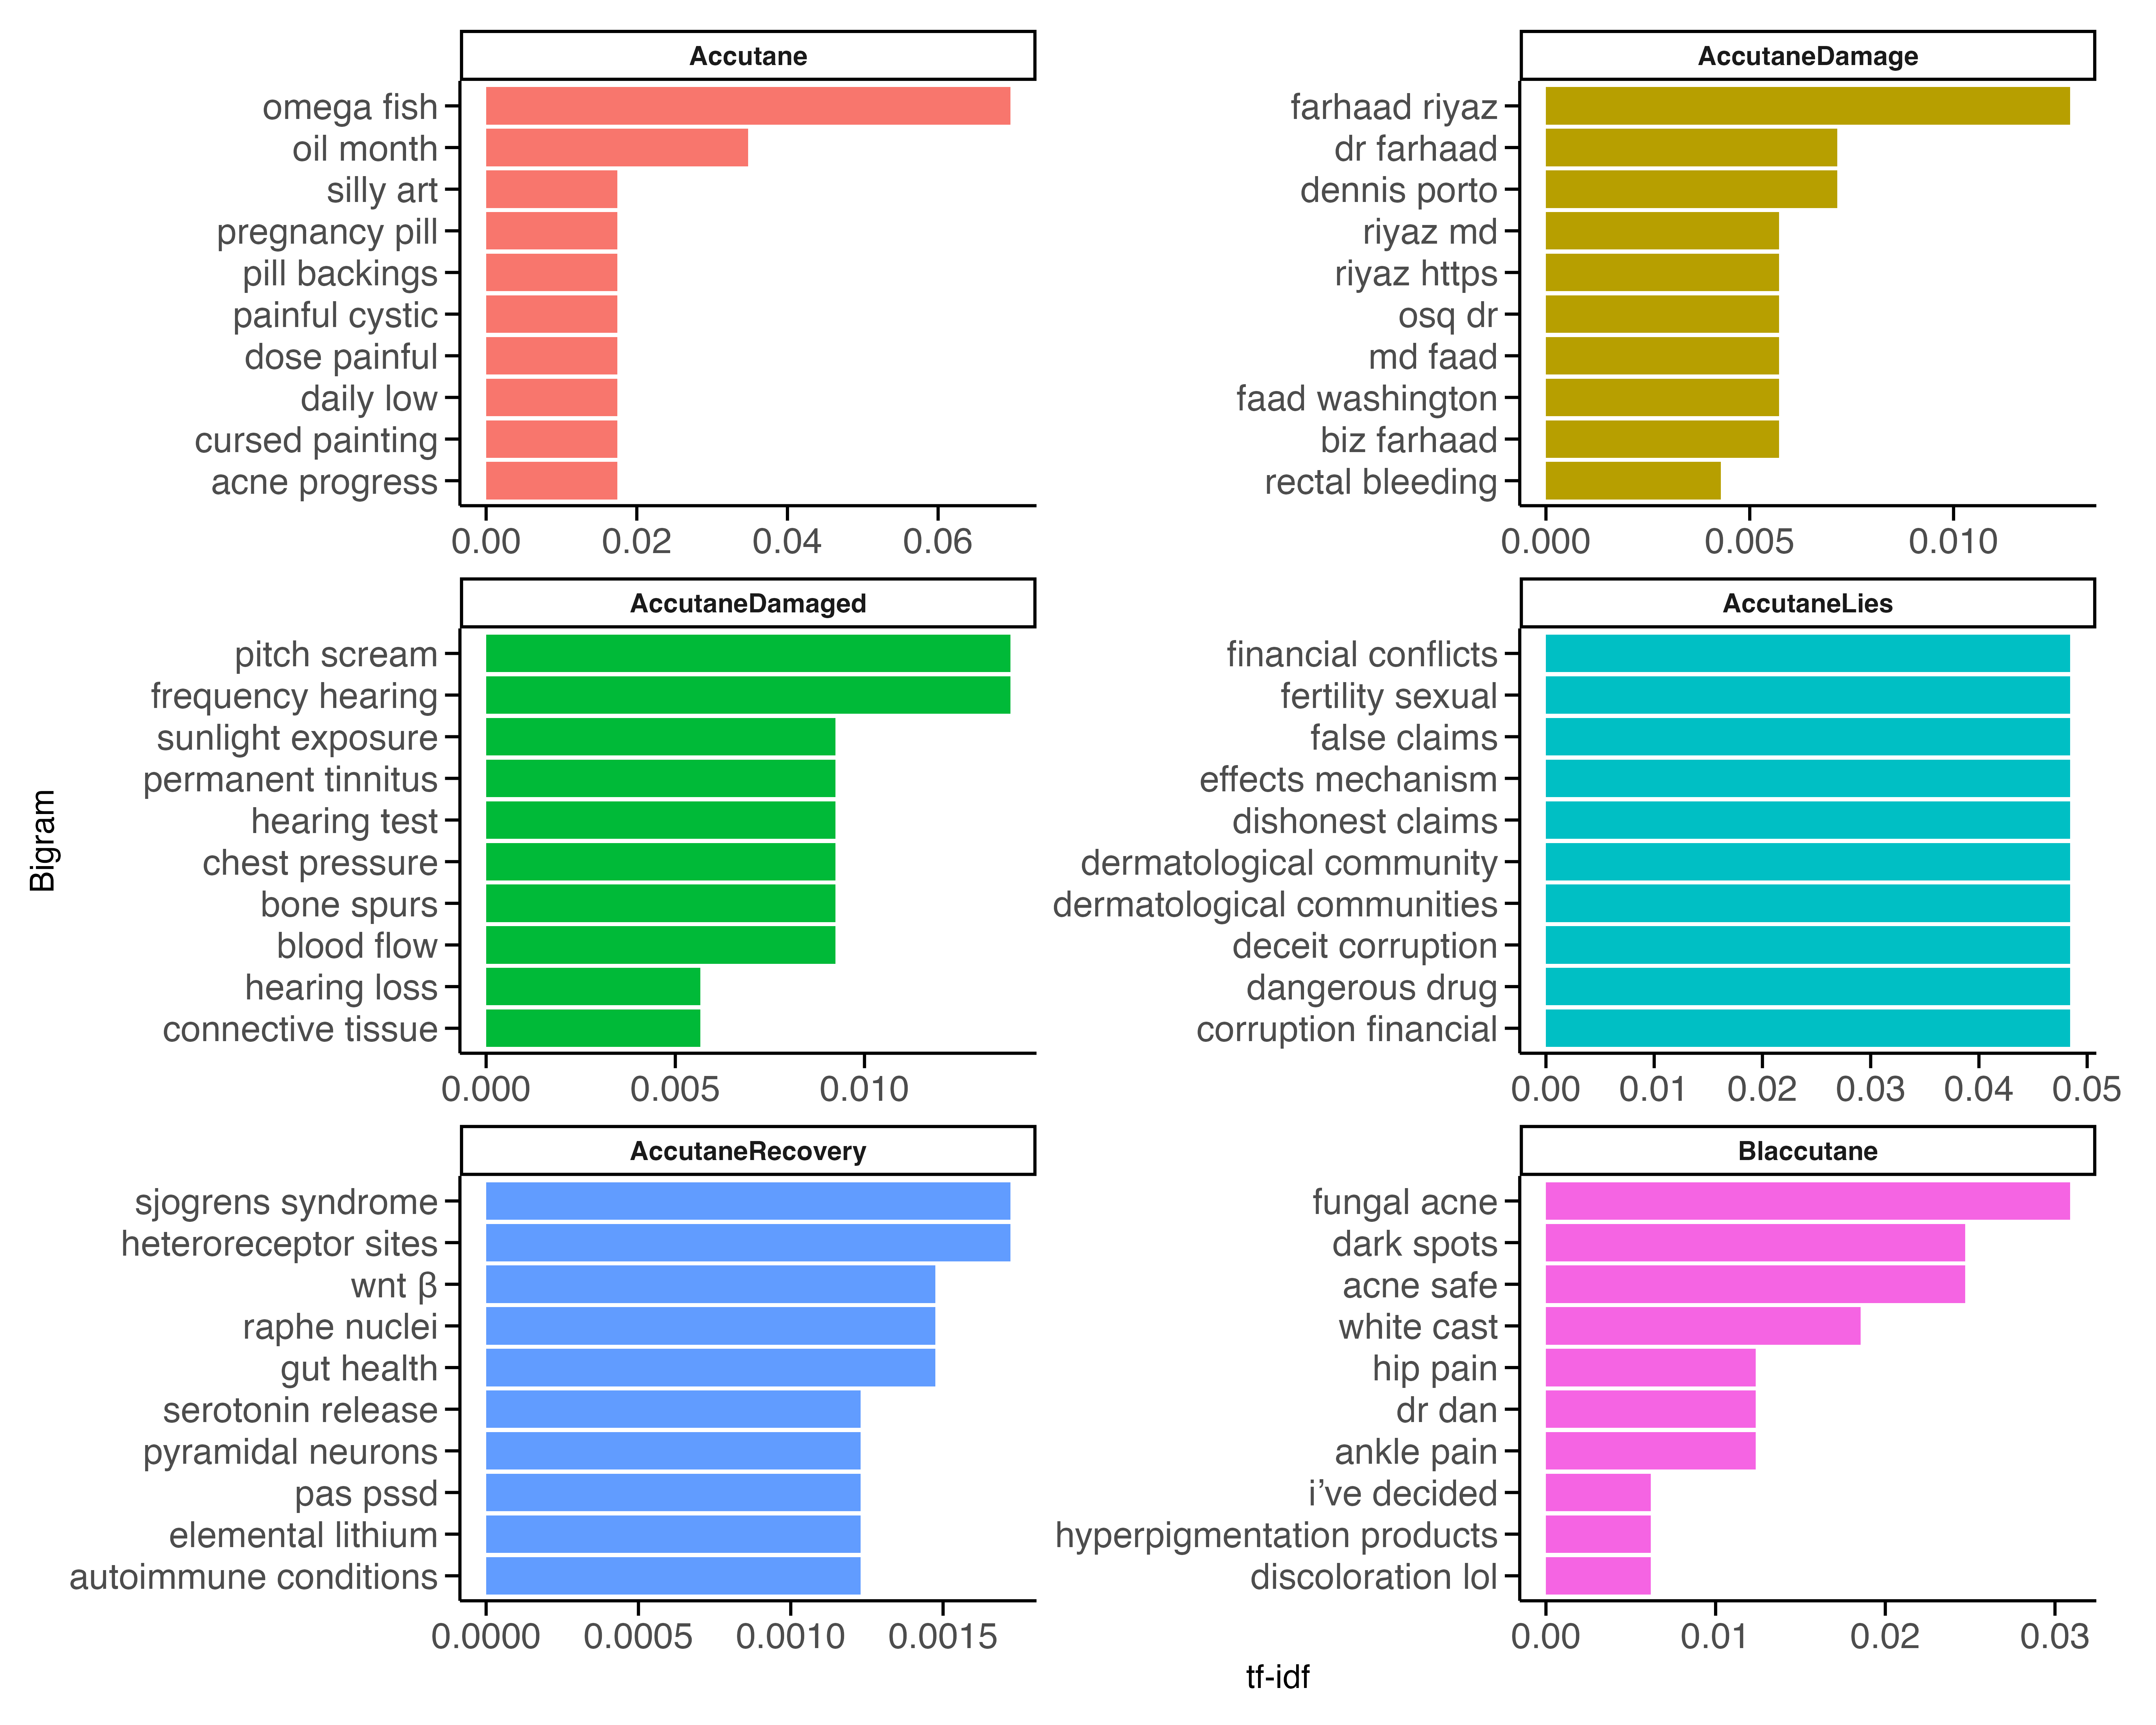 Accutane
omega fish
oil month
silly art
pregnancy pill
pill backings
painful cystic
dose painful
daily low
cursed painting
acne progress
0.00 0.02 0.04 0.06
AccutaneDamage
farhaad riyaz
dr farhaad
dennis porto
riyaz md
riyaz https
osq dr
md faad
faad washington
biz farhaad
rectal bleeding
0.000 0.005 0.010
AccutaneDamaged
pitch scream
frequency hearing
sunlight exposure
permanent tinnitus
hearing test
chest pressure
bone spurs
blood flow
hearing loss
connective tissue
0.000 0.005 0.010
AccutaneLies
financial conflicts
fertility sexual
false claims
effects mechanism
dishonest claims
dermatological community
dermatological communities
deceit corruption
dangerous drug
corruption financial
0.00 0.01 0.02 0.03 0.04 0.05
AccutaneRecovery
sjogrens syndrome
heteroreceptor sites
wnt β
raphe nuclei
gut health
serotonin release
pyramidal neurons
pas pssd
elemental lithium
autoimmune conditions
0.0000 0.0005 0.0010 0.0015
Blaccutane
fungal acne
dark spots
acne safe
white cast
hip pain
dr dan
ankle pain
i’ve decided
hyperpigmentation products
discoloration lol
0.00 0.01 0.02 0.03
Bigram
tf-idf